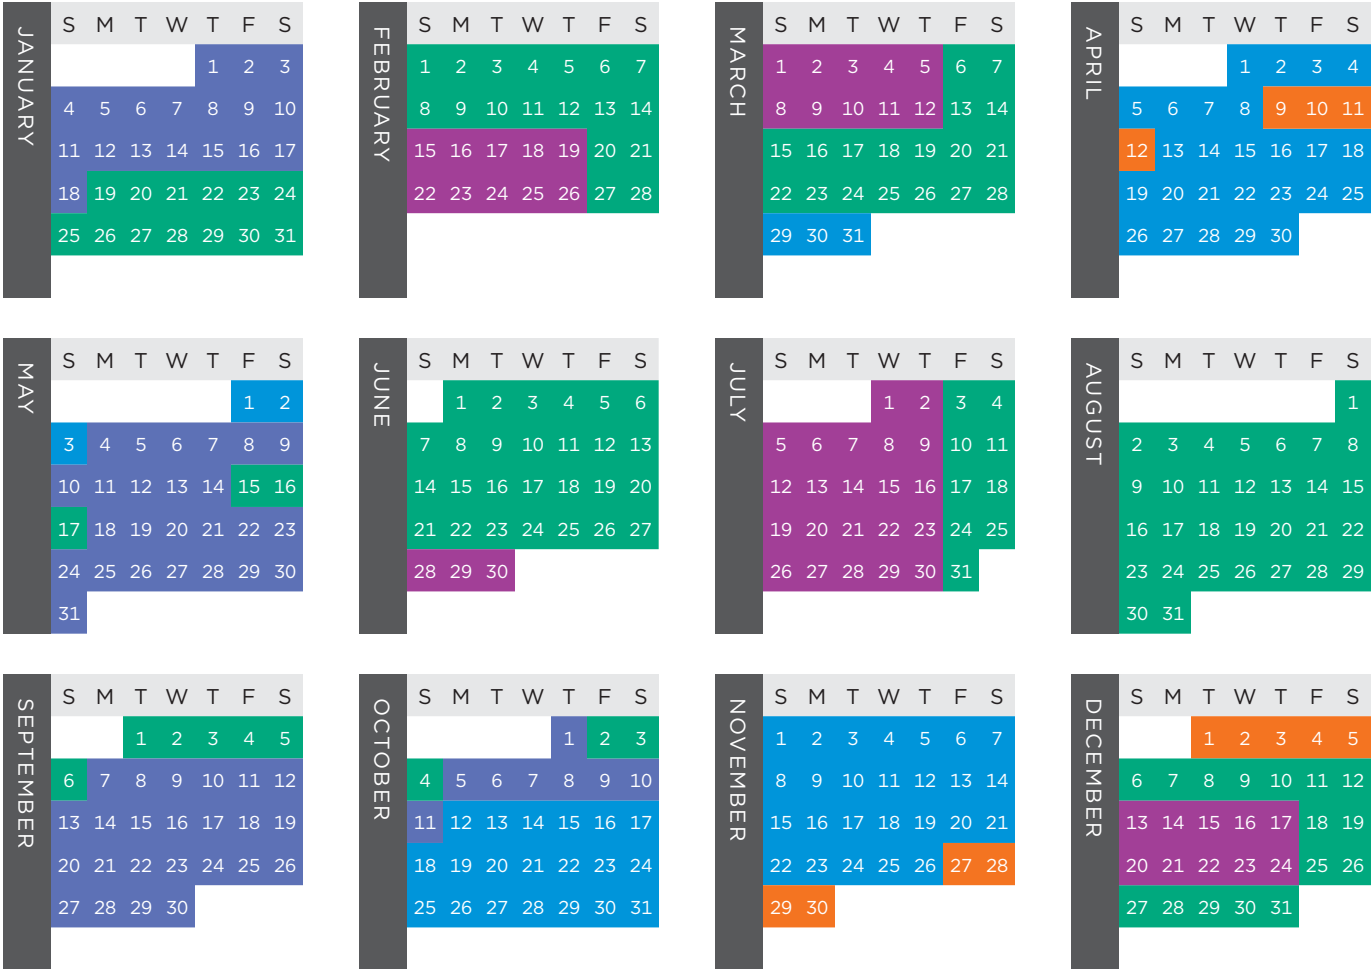 JANUARY
S M T W T F S
1 2 3
4 5 6 7 8 9 10
11 12 13 14 15 16 17
18 19 20 21 22 23 24
25 26 27 28 29 30 31
FEBRUARY
S M T W T F S
1 2 3 4 5 6 7
8 9 10 11 12 13 14
15 16 17 18 19 20 21
22 23 24 25 26 27 28
MARCH
S M T W T F S
1 2 3 4 5 6 7
8 9 10 11 12 13 14
15 16 17 18 19 20 21
22 23 24 25 26 27 28
29 30 31
APRIL
S M T W T F S
1 2 3 4
5 6 7 8 9 10 11
12 13 14 15 16 17 18
19 20 21 22 23 24 25
26 27 28 29 30
MAY
S M T W T F S
1 2
3 4 5 6 7 8 9
10 11 12 13 14 15 16
17 18 19 20 21 22 23
24 25 26 27 28 29 30
31
JUNE
S M T W T F S
1 2 3 4 5 6
7 8 9 10 11 12 13
14 15 16 17 18 19 20
21 22 23 24 25 26 27
28 29 30
JULY
S M T W T F S
1 2 3 4
5 6 7 8 9 10 11
12 13 14 15 16 17 18
19 20 21 22 23 24 25
26 27 28 29 30 31
AUGUST
S M T W T F S
1
2 3 4 5 6 7 8
9 10 11 12 13 14 15
16 17 18 19 20 21 22
23 24 25 26 27 28 29
30 31
SEPTEMBER
S M T W T F S
1 2 3 4 5
6 7 8 9 10 11 12
13 14 15 16 17 18 19
20 21 22 23 24 25 26
27 28 29 30
OCTOBER
S M T W T F S
1 2 3
4 5 6 7 8 9 10
11 12 13 14 15 16 17
18 19 20 21 22 23 24
25 26 27 28 29 30 31
NOVEMBER
S M T W T F S
1 2 3 4 5 6 7
8 9 10 11 12 13 14
15 16 17 18 19 20 21
22 23 24 25 26 27 28
29 30
DECEMBER
S M T W T F S
1 2 3 4 5
6 7 8 9 10 11 12
13 14 15 16 17 18 19
20 21 22 23 24 25 26
27 28 29 30 31